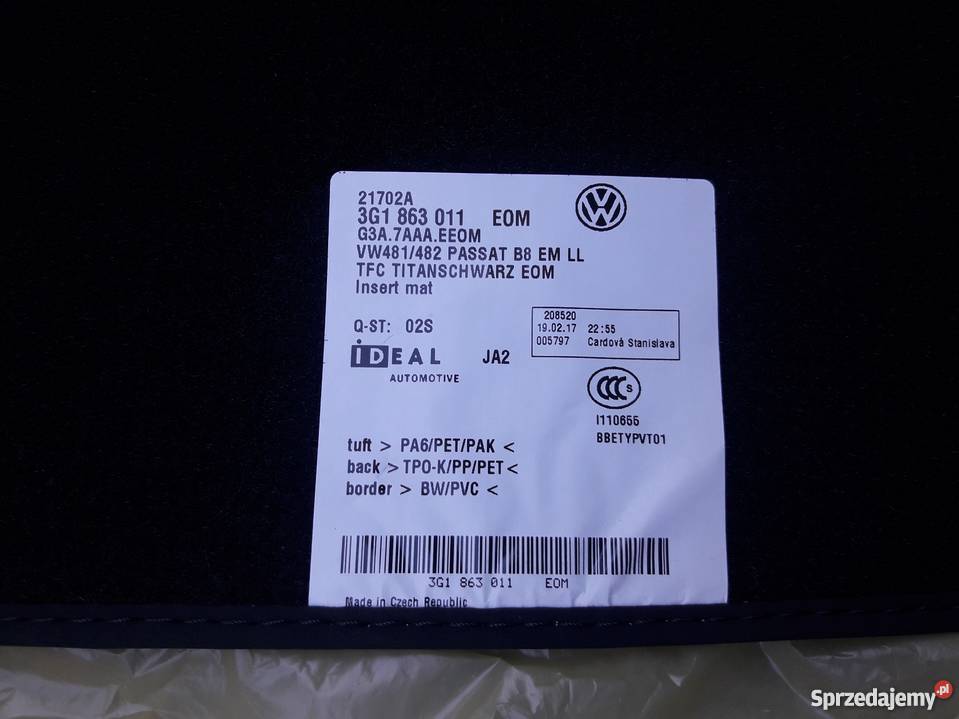 21702A
3G1 863 011 EOM
G3A.7AAA.EEOM
VW481/482 PASSAT B8 EM LL
TFC TITANSCHWARZ EOM
Insert mat
Q-ST: 02S
208520
19.02.17 22:55
005797 Cardová Stanislava
iDEAL JA2
AUTOMOTIVE
CCC S
I110655
BBETYPVT01
tuft > PA6/PET/PAK <
back > TPO-K/PP/PET <
border > BW/PVC <
3G1 863 011 EOM
Made in Czech Republic
Sprzedajemy.pl